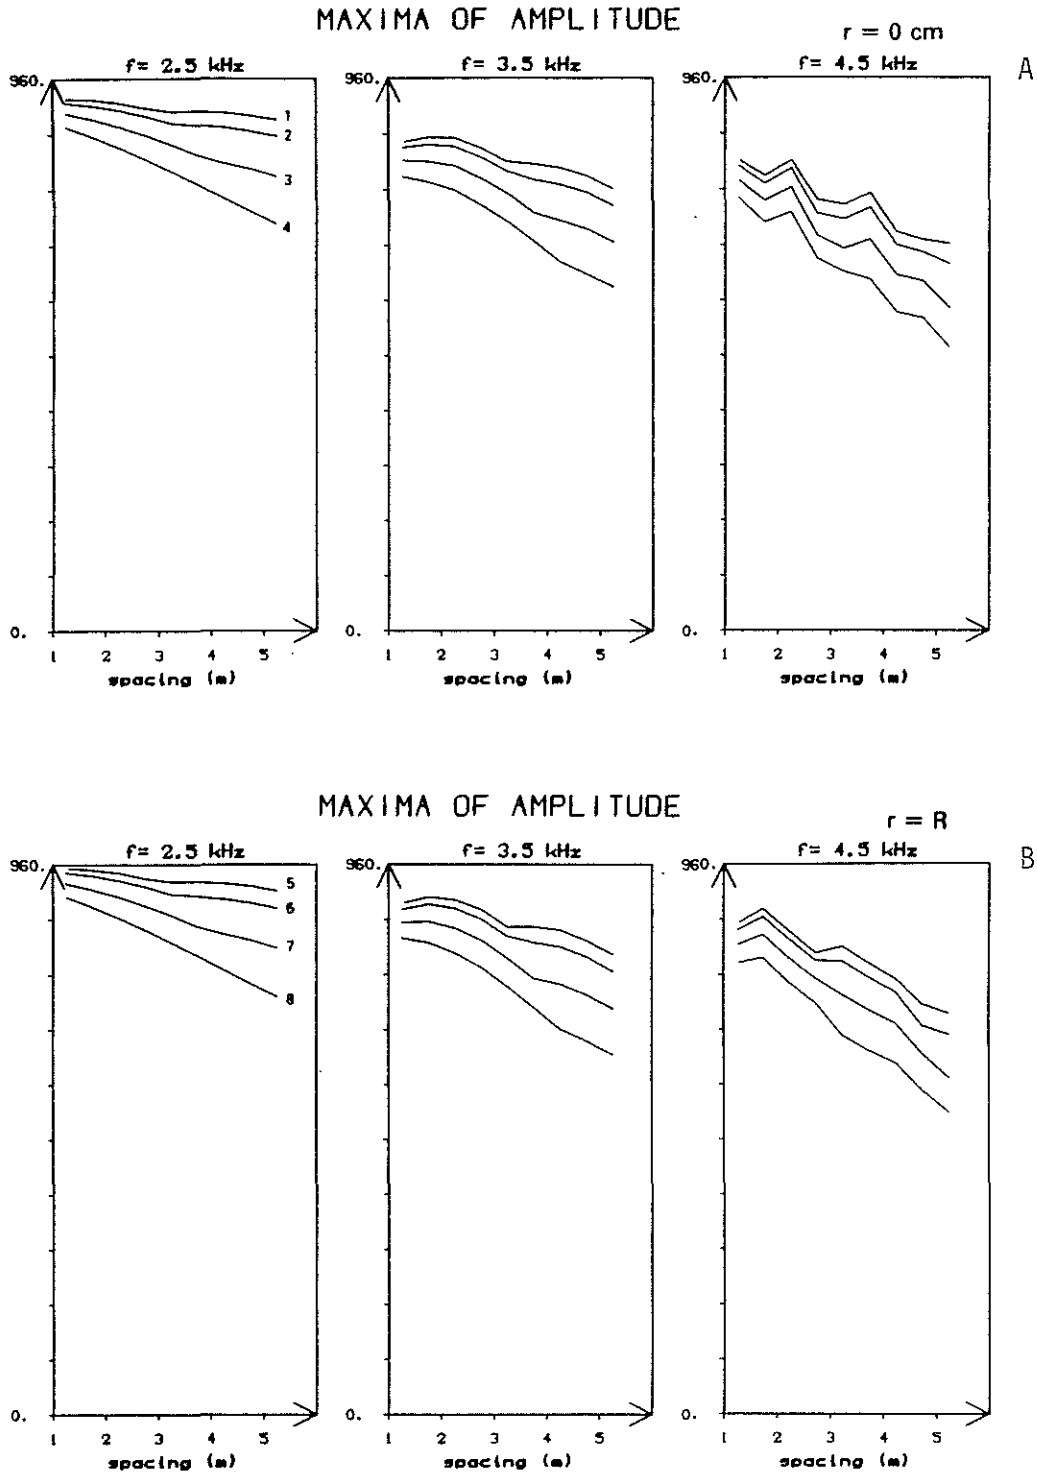 MAXIMA OF AMPLITUDE
r = 0 cm
A
f= 2.5 kHz
f= 3.5 kHz
f= 4.5 kHz
960.
1
2
3
4
0.
0.
0.
1 2 3 4 5
1 2 3 4 5
1 2 3 4 5
spacing (m)
spacing (m)
spacing (m)
MAXIMA OF AMPLITUDE
r = R
B
f= 2.5 kHz
f= 3.5 kHz
f= 4.5 kHz
960.
960.
960.
5
6
7
8
0.
0.
0.
1 2 3 4 5
1 2 3 4 5
1 2 3 4 5
spacing (m)
spacing (m)
spacing (m)